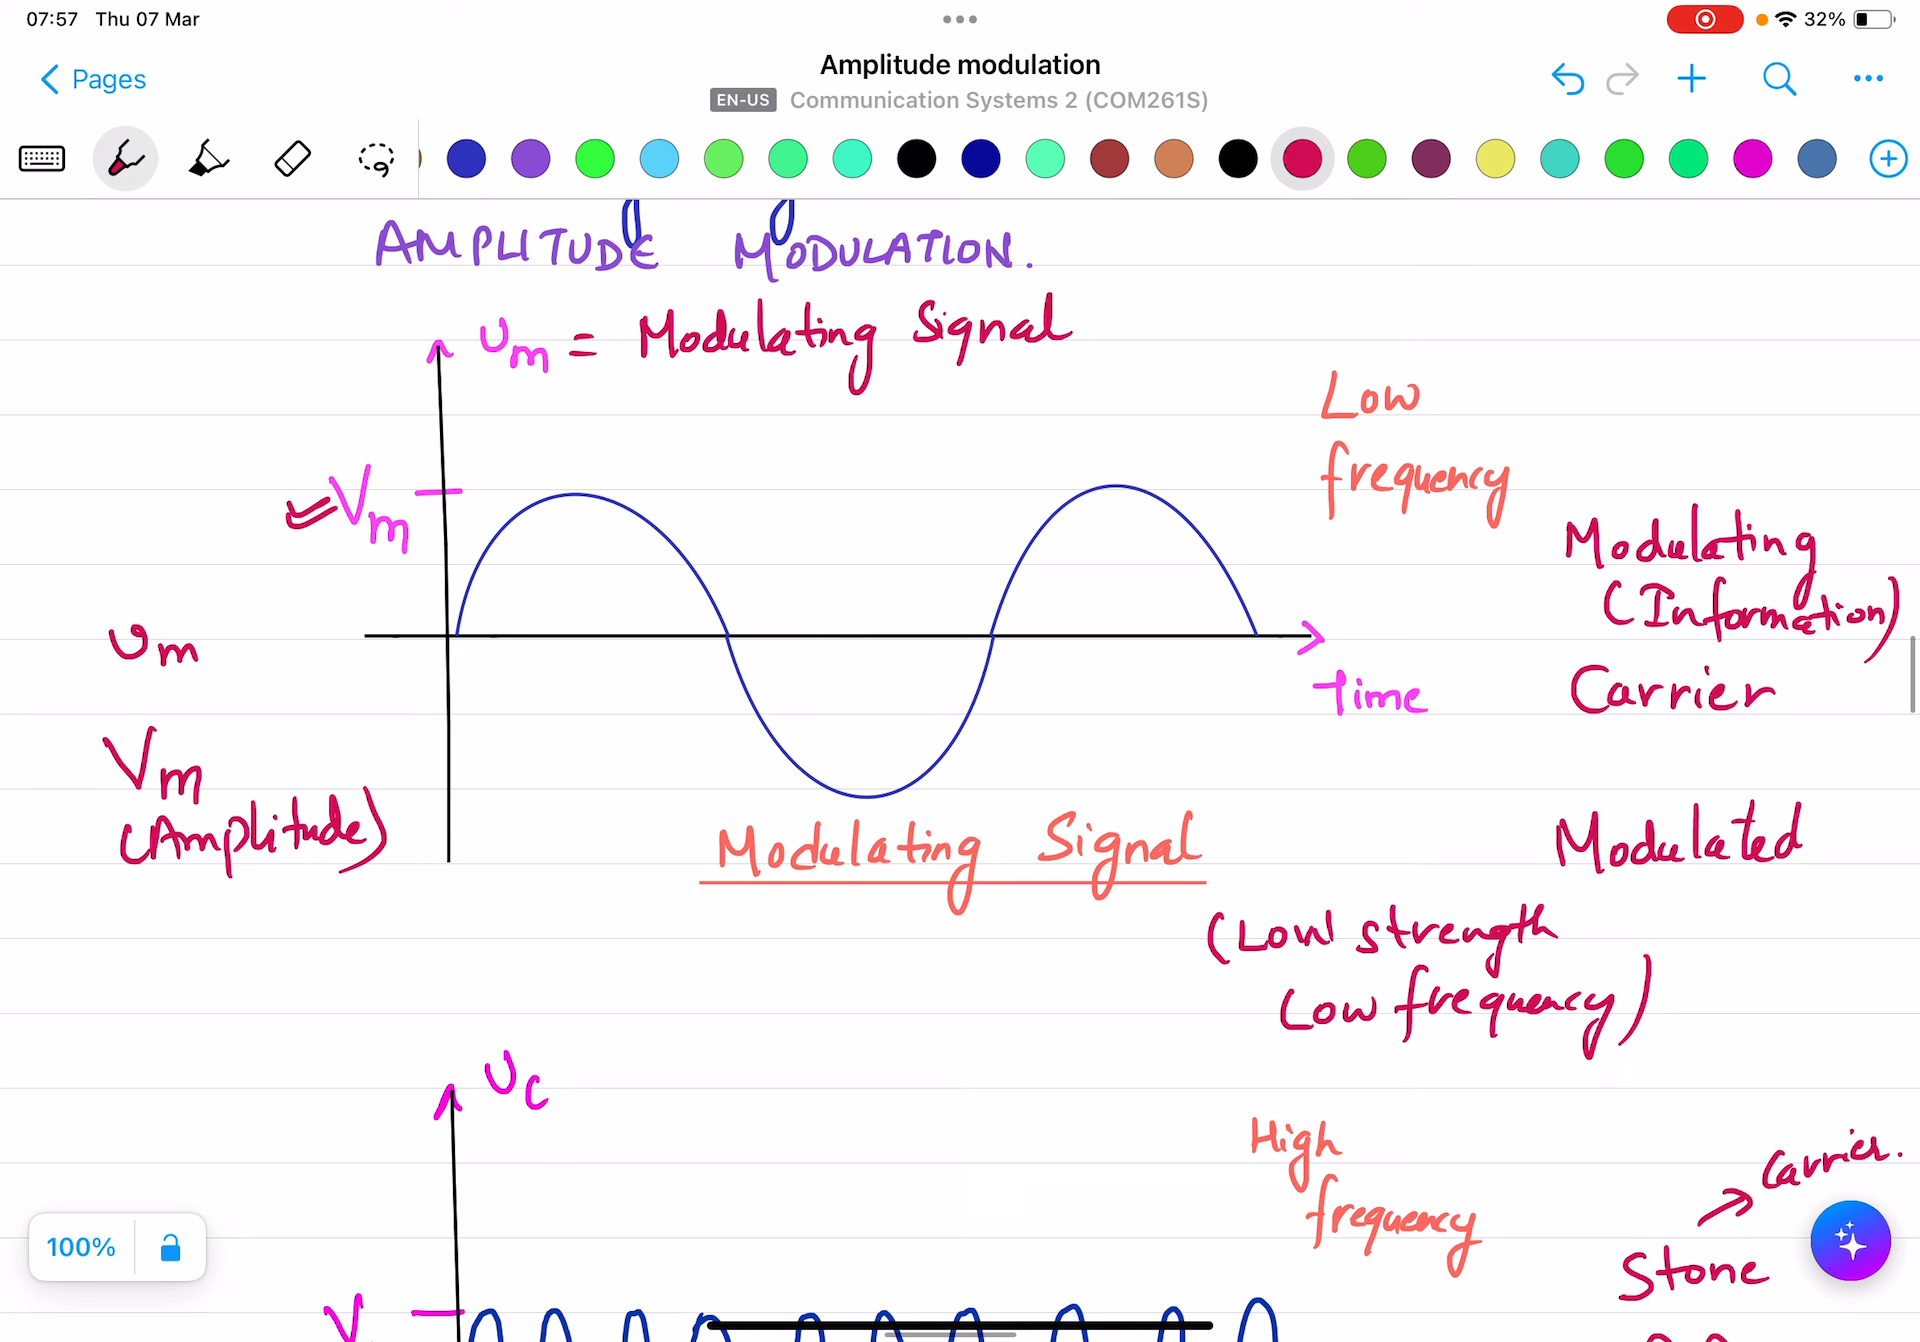 07:57 Thu 07 Mar
32%
Pages
Amplitude modulation
EN-US Communication Systems 2 (COM261S)
AMPLITUDE MODULATION.
υm = Modulating Signal
Low
frequency
Vm
Modulating
(Information)
υm
Time
Carrier
Vm
(Amplitude)
Modulating Signal
Modulated
(Low strength
Low frequency)
υc
High
frequency
Carrier.
Stone
100%
V